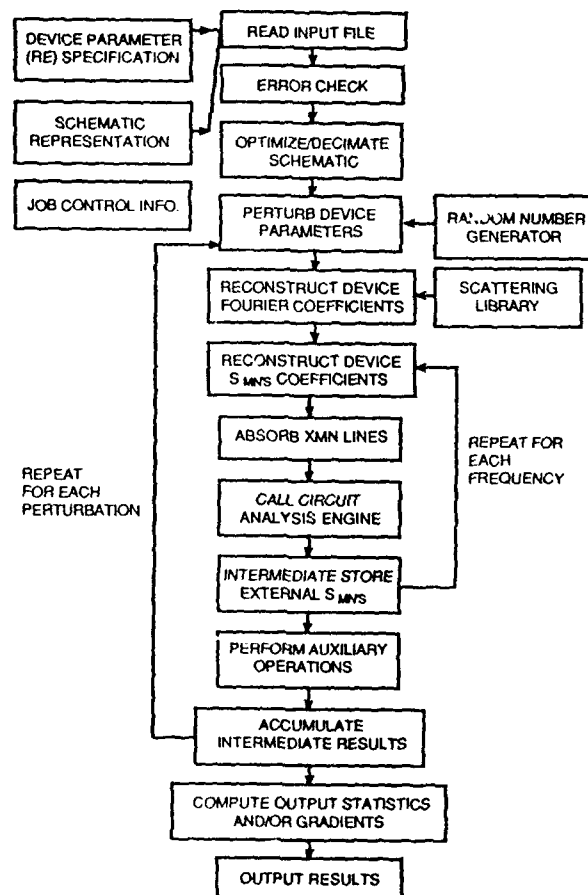 READ INPUT FILE
DEVICE PARAMETER
(RE) SPECIFICATION
ERROR CHECK
SCHEMATIC
REPRESENTATION
OPTIMIZE/DECIMATE
SCHEMATIC
JOB CONTROL INFO.
PERTURB DEVICE
PARAMETERS
RANDOM NUMBER
GENERATOR
RECONSTRUCT DEVICE
FOURIER COEFFICIENTS
SCATTERING
LIBRARY
RECONSTRUCT DEVICE
SMN'S COEFFICIENTS
ABSORB XMN LINES
REPEAT FOR
EACH
FREQUENCY
REPEAT
FOR EACH
PERTURBATION
CALL CIRCUIT
ANALYSIS ENGINE
INTERMEDIATE STORE
EXTERNAL SMN'S
PERFORM AUXILIARY
OPERATIONS
ACCUMULATE
INTERMEDIATE RESULTS
COMPUTE OUTPUT STATISTICS
AND/OR GRADIENTS
OUTPUT RESULTS